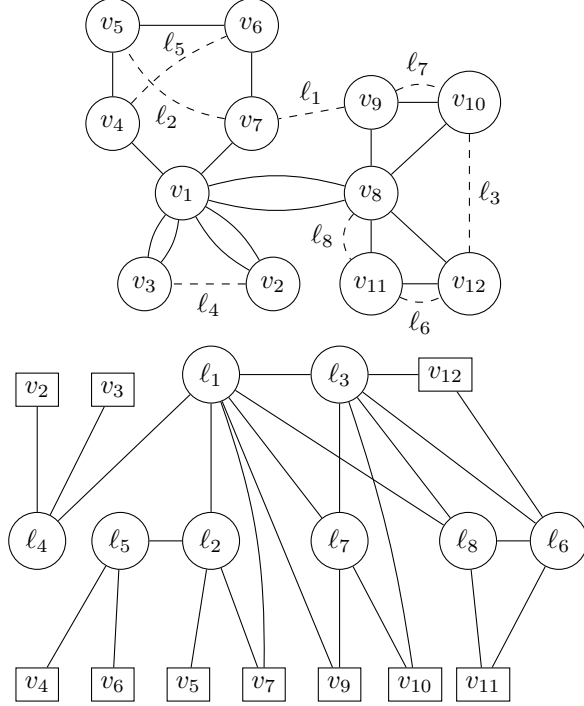 v₅ v₆
ℓ₅
ℓ₇
ℓ₁
v₉ v₁₀
v₄ ℓ₂ v₇
v₁ v₈ ℓ₃
ℓ₈
v₃ v₂ v₁₁ v₁₂
ℓ₄
ℓ₆
v₂ v₃ ℓ₁ ℓ₃ v₁₂
ℓ₄ ℓ₅ ℓ₂ ℓ₇ ℓ₈ ℓ₆
v₄ v₆ v₅ v₇ v₉ v₁₀ v₁₁